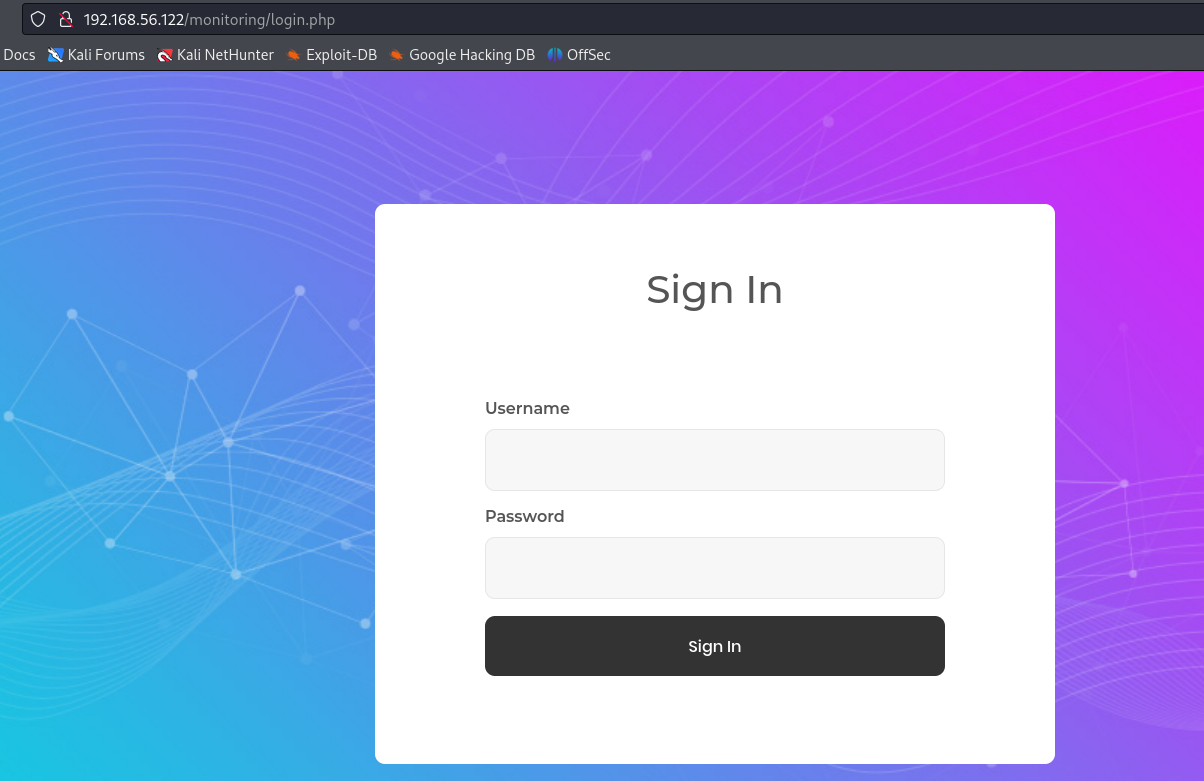 192.168.56.122/monitoring/login.php
Docs Kali Forums Kali NetHunter Exploit-DB Google Hacking DB OffSec
Sign In
Username
Password
Sign In